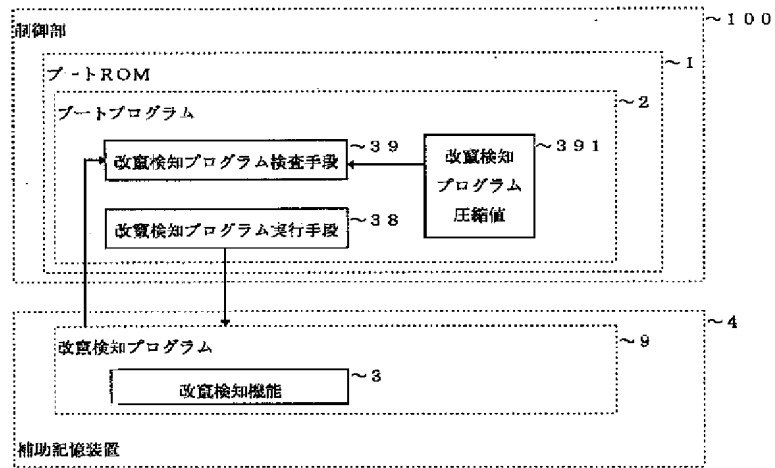 制御部
~100
ブートROM
~1
ブートプログラム
~2
改竄検知プログラム検査手段
~39
改竄検知
プログラム
圧縮値
~391
改竄検知プログラム実行手段
~38
~4
改竄検知プログラム
~9
改竄検知機能
~3
補助記憶装置